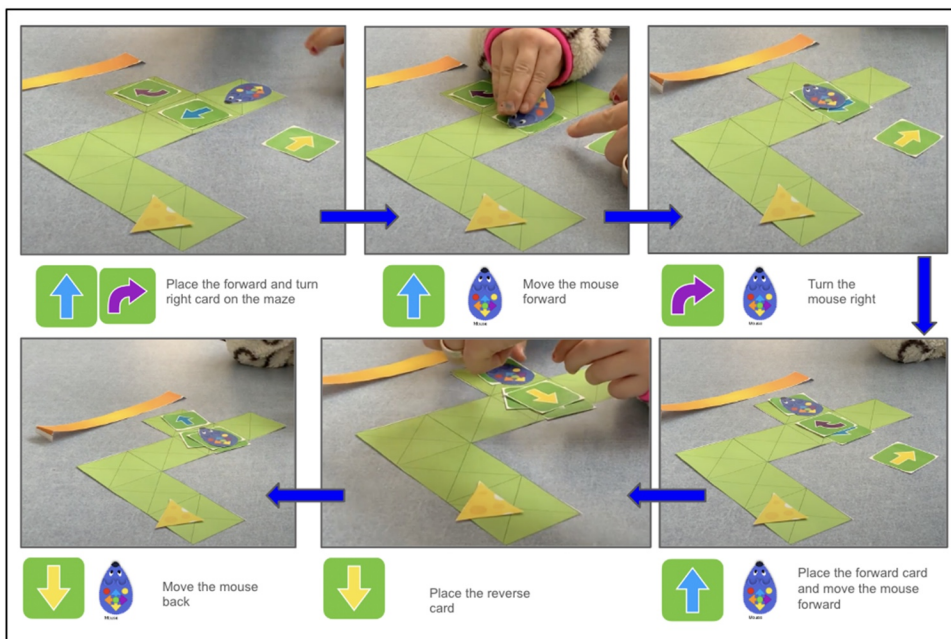 Place the forward and turn
right card on the maze
Move the mouse
forward
Mouse
Turn the
mouse right
Mouse
Move the mouse
back
Mouse
Place the reverse
card
Place the forward card
and move the mouse
forward
Mouse